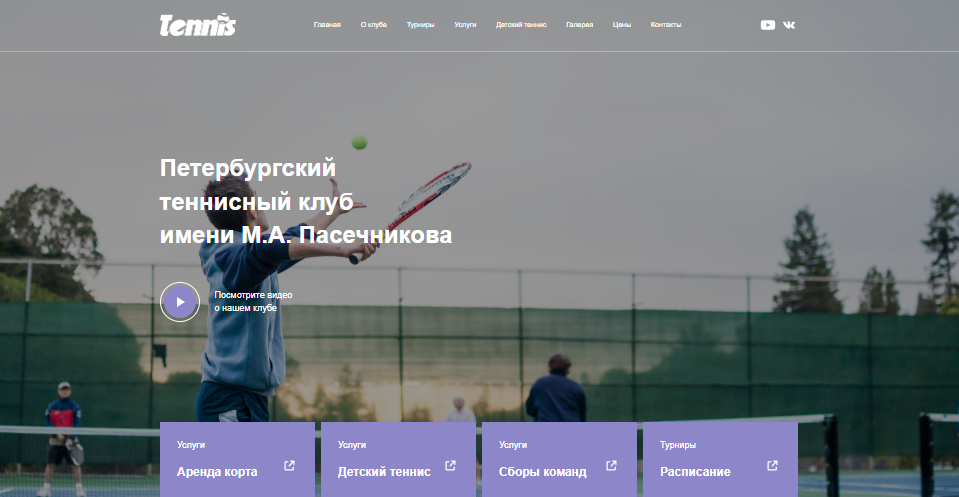 Tennis
Главная О клубе Турниры Услуги Детский теннис Галерея Цены Контакты
Петербургский
теннисный клуб
имени М.А. Пасечникова
Посмотрите видео
о нашем клубе
Услуги
Аренда корта
Услуги
Детский теннис
Услуги
Сборы команд
Турниры
Расписание